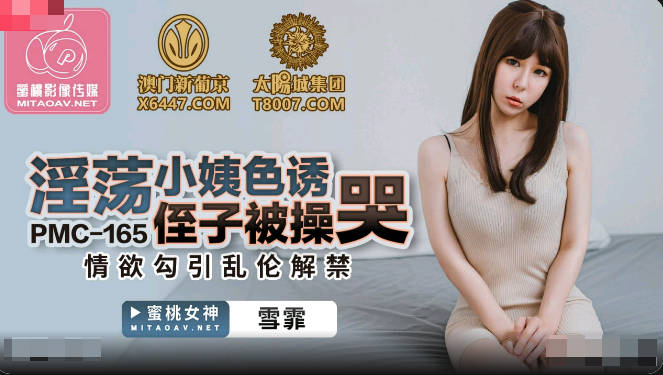 蜜桃影像传媒
MITAOAV.NET
澳门新葡京
X6447.COM
太陽城集团
T8007.COM
淫荡小姨色诱
PMC-165 侄子被操哭
情欲勾引乱伦解禁
蜜桃女神
MITAOAV.NET
雪霏